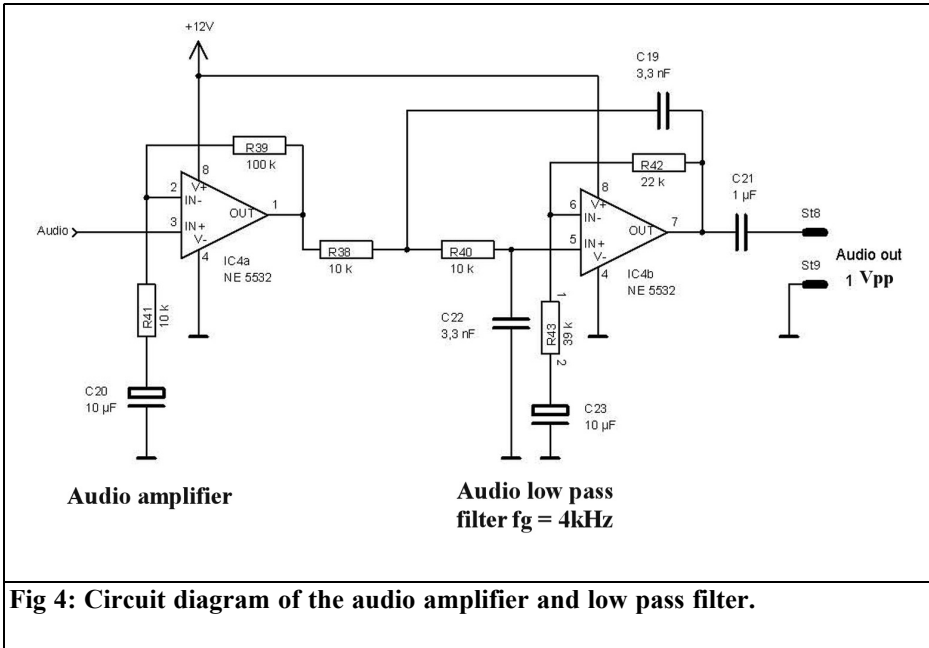 +12V
C19
3,3 nF
R39
100 k
R42
22 k
C21
1 µF
8
V+
2
IN-
OUT
1
3
IN+
V-
4
Audio
IC4a
NE 5532
R38
10 k
R40
10 k
8
V+
6
IN-
OUT
7
5
IN+
V-
4
IC4b
NE 5532
St8
Audio out
1 Vpp
St9
R41
10 k
C22
3,3 nF
1
R43
39 k
2
C20
10 µF
C23
10 µF
Audio amplifier
Audio low pass
filter fg = 4kHz
Fig 4: Circuit diagram of the audio amplifier and low pass filter.